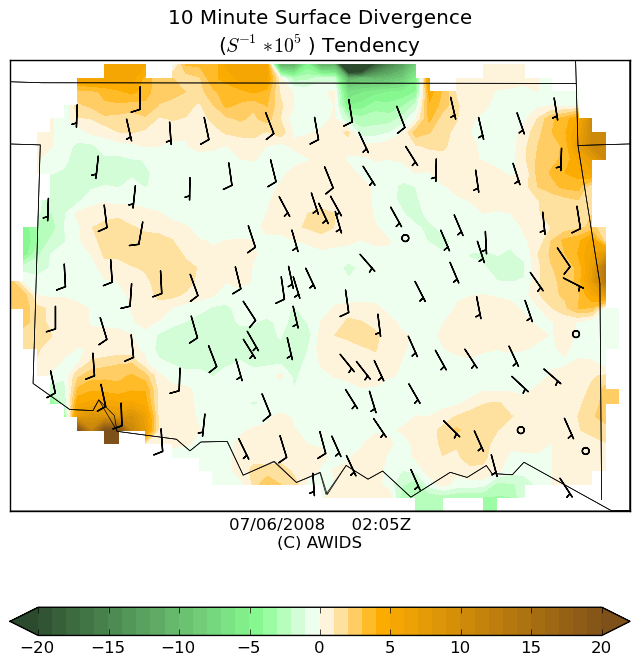 10 Minute Surface Divergence
(S⁻¹ * 10⁵ ) Tendency
07/06/2008 02:05Z
(C) AWIDS
−20 −15 −10 −5 0 5 10 15 20